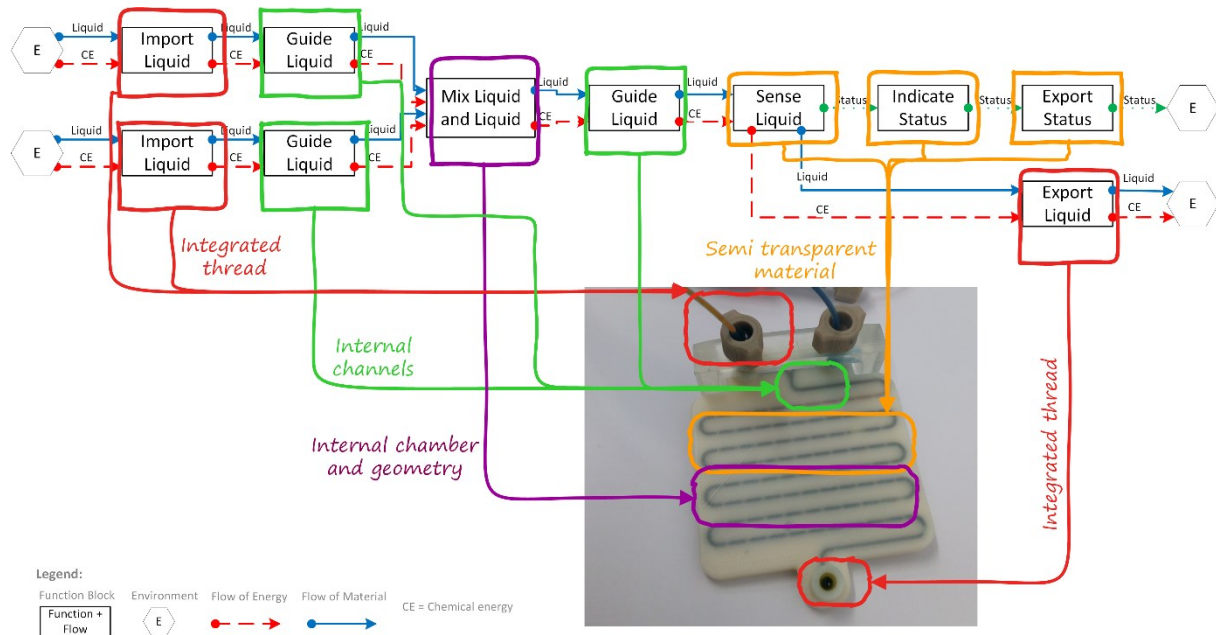 Liquid
Liquid
Liquid
E
Import
Liquid
Guide
Liquid
CE
CE
CE
Liquid
Liquid
Liquid
E
Import
Liquid
Guide
Liquid
CE
CE
CE
Mix Liquid
and Liquid
Liquid
CE
Guide
Liquid
Liquid
CE
Sense
Liquid
Status
Indicate
Status
Status
Export
Status
Status
E
Liquid
CE
Export
Liquid
Liquid
CE
E
Integrated
thread
Semi transparent
material
Internal
channels
Internal chamber
and geometry
Integrated thread
Legend:
Function Block
Environment
Flow of Energy
Flow of Material
CE = Chemical energy
Function +
Flow
E